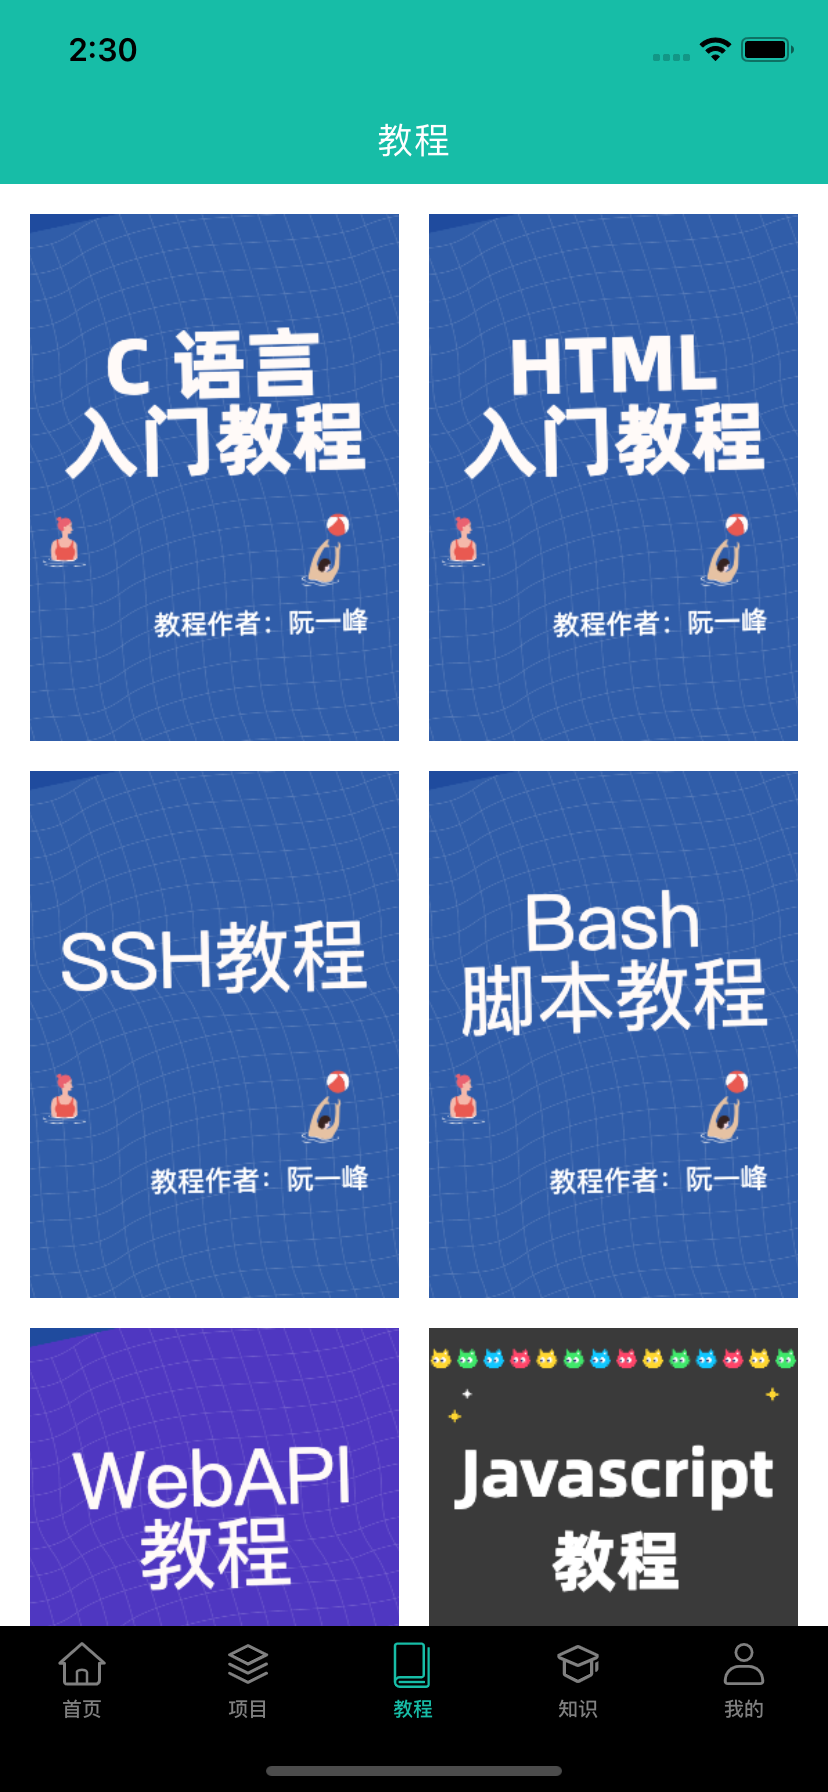 2:30
教程
C 语言
入门教程
教程作者：阮一峰
HTML
入门教程
教程作者：阮一峰
SSH教程
教程作者：阮一峰
Bash
脚本教程
教程作者：阮一峰
WebAPI
教程
Javascript
教程
首页
项目
教程
知识
我的